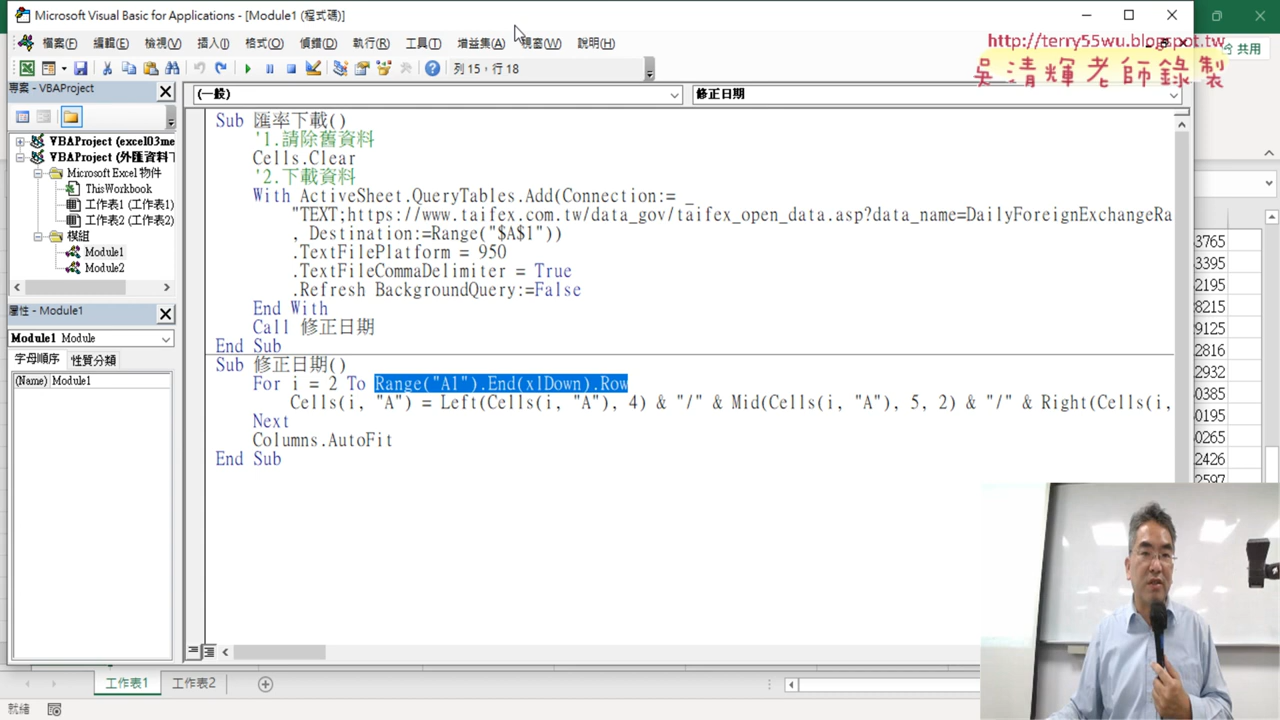 Microsoft Visual Basic for Applications - [Module1 (程式碼)]
檔案(F) 編輯(E) 檢視(V) 插入(I) 格式(O) 偵錯(D) 執行(R) 工具(T) 增益集(A) 視窗(W) 說明(H)
http://terry55wu.blogspot.tw
共用
吳清輝老師錄製
列 15，行 18
專案 - VBAProject
(一般)
修正日期
VBAProject (excel03me
VBAProject (外匯資料下
Microsoft Excel 物件
ThisWorkbook
工作表1 (工作表1)
工作表2 (工作表2)
模組
Module1
Module2
屬性 - Module1
Module1 Module
字母順序 性質分類
(Name) Module1
Sub 匯率下載()
'1.請除舊資料
Cells.Clear
'2.下載資料
With ActiveSheet.QueryTables.Add(Connection:= _
"TEXT;https://www.taifex.com.tw/data_gov/taifex_open_data.asp?data_name=DailyForeignExchangeRa
, Destination:=Range("$A$1"))
.TextFilePlatform = 950
.TextFileCommaDelimiter = True
.Refresh BackgroundQuery:=False
End With
Call 修正日期
End Sub
Sub 修正日期()
For i = 2 To Range("A1").End(xlDown).Row
Cells(i, "A") = Left(Cells(i, "A"), 4) & "/" & Mid(Cells(i, "A"), 5, 2) & "/" & Right(Cells(i,
Next
Columns.AutoFit
End Sub
3765
3395
2195
28215
29125
2816
2932
0385
0195
0265
2426
2597
工作表1 工作表2
就緒